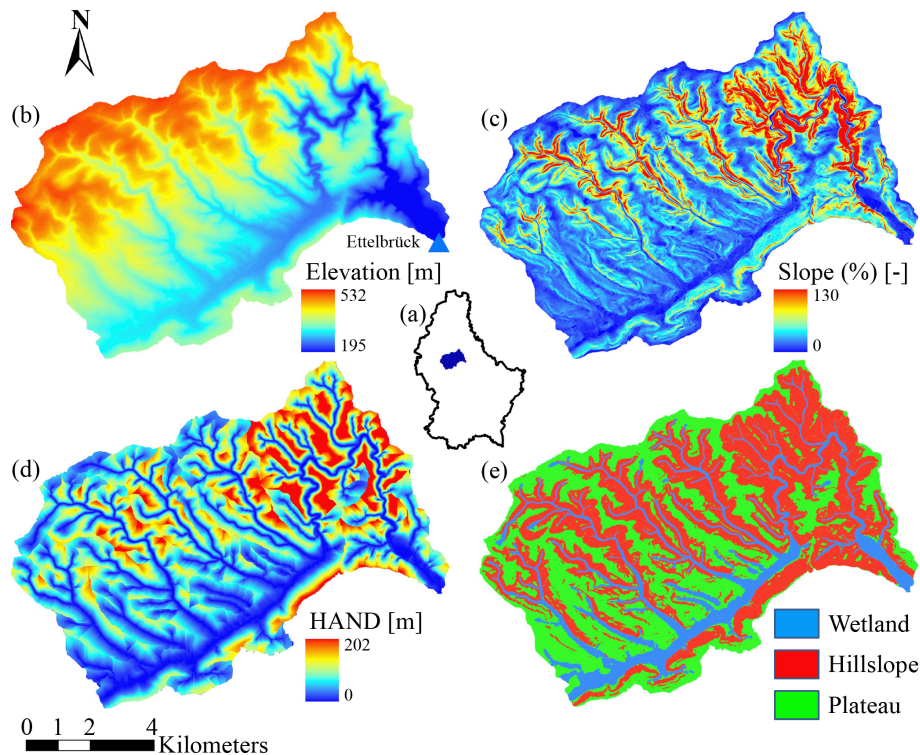 N
(b)
Ettelbrück
Elevation [m]
532
195
(c)
Slope (%) [-]
130
0
(a)
(d)
HAND [m]
202
0
0 1 2 4
Kilometers
(e)
Wetland
Hillslope
Plateau